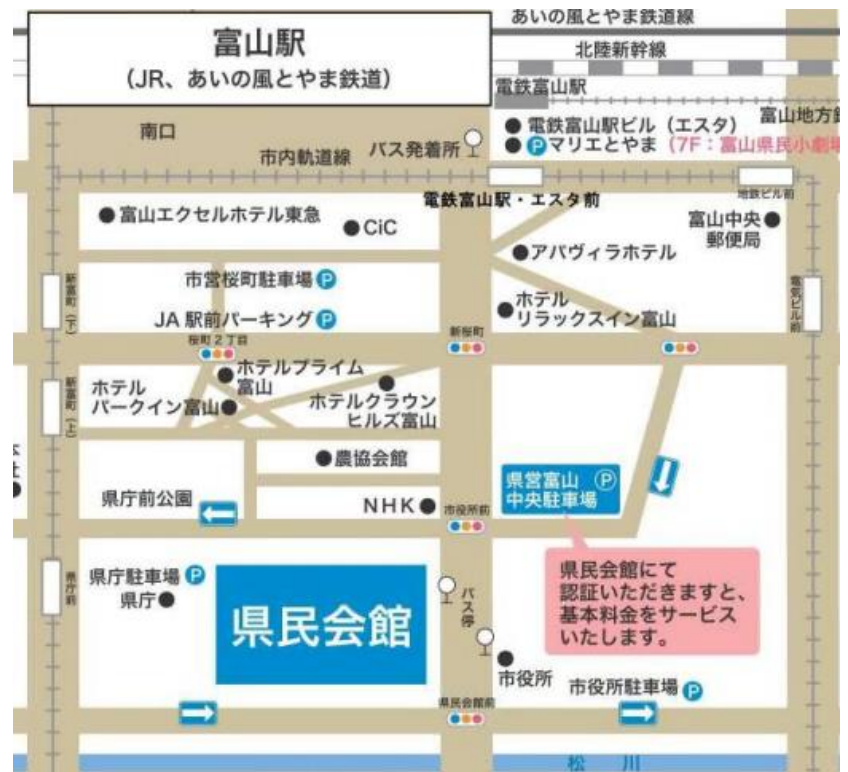 あいの風とやま鉄道線
富山駅
(JR、あいの風とやま鉄道)
北陸新幹線
電鉄富山駅
南口
電鉄富山駅ビル（エスタ）
富山地方
バス発着所
P マリエとやま（7F：富山県民小劇場
市内軌道線
電鉄富山駅・エスタ前
地鉄ビル前
富山エクセルホテル東急
CiC
富山中央
郵便局
アパヴィラホテル
新富町（下）
市営桜町駐車場 P
電気ビル前
ホテル
リラックスイン富山
JA 駅前パーキング P
桜町2丁目
新桜町
ホテルプライム
富山
新富町（上）
ホテル
パークイン富山
ホテルクラウン
ヒルズ富山
農協会館
県営富山 P
中央駐車場
県庁前公園
NHK
市役所前
県民会館にて
認証いただきますと、
基本料金をサービス
いたします。
県庁前
県庁駐車場 P
県庁
県民会館
バス停
市役所
市役所駐車場 P
県民会館前
松 川